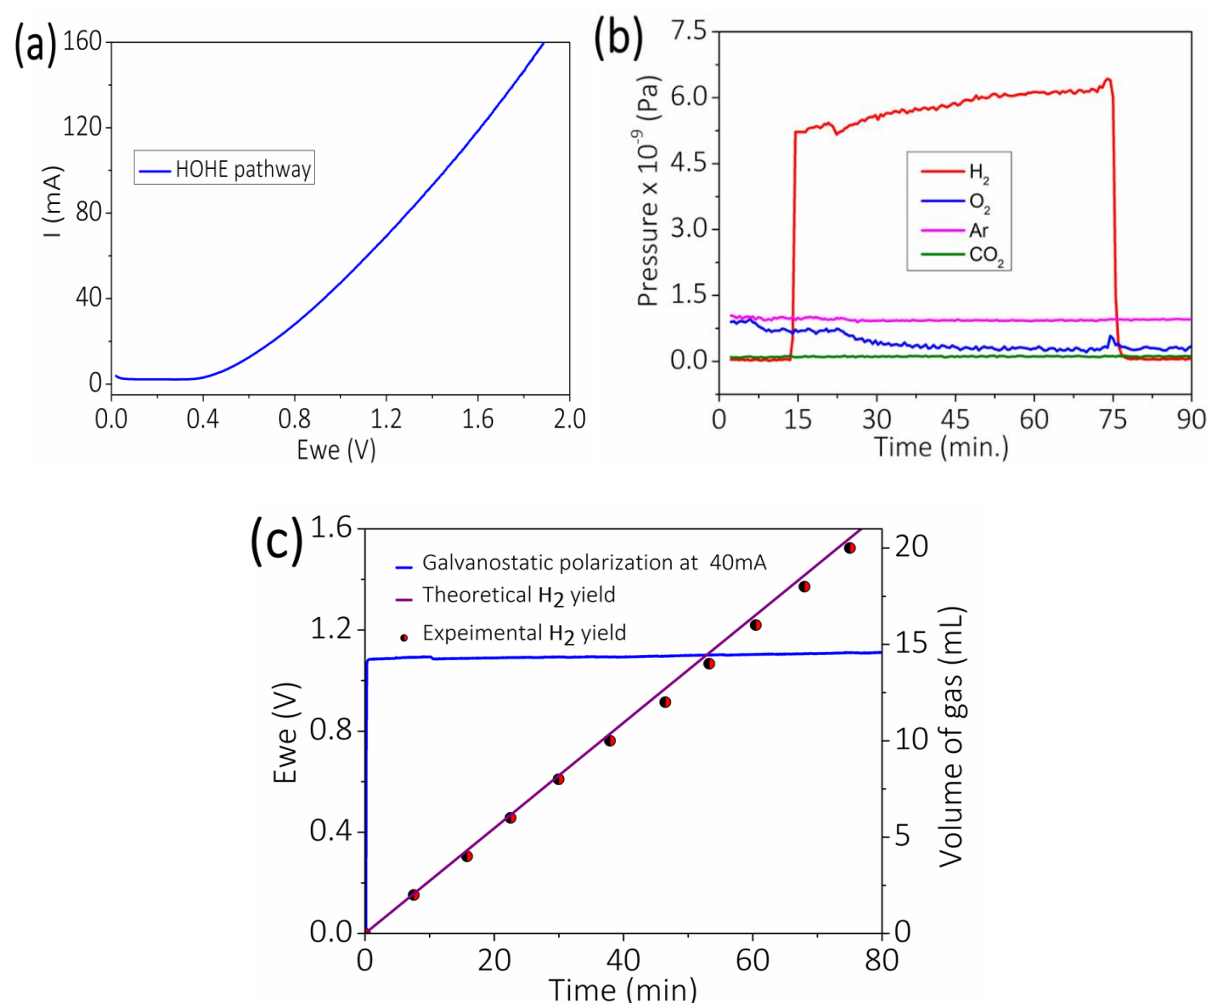 (a)
160
120
80
40
0
I (mA)
HOHE pathway
0.0 0.4 0.8 1.2 1.6 2.0
Ewe (V)
(b)
7.5
6.0
4.5
3.0
1.5
0.0
Pressure x 10⁻⁹ (Pa)
H₂
O₂
Ar
CO₂
0 15 30 45 60 75 90
Time (min.)
(c)
1.6
1.2
0.8
0.4
0.0
Ewe (V)
Galvanostatic polarization at 40mA
Theoretical H₂ yield
Expeimental H₂ yield
20
15
10
5
0
Volume of gas (mL)
0 20 40 60 80
Time (min)